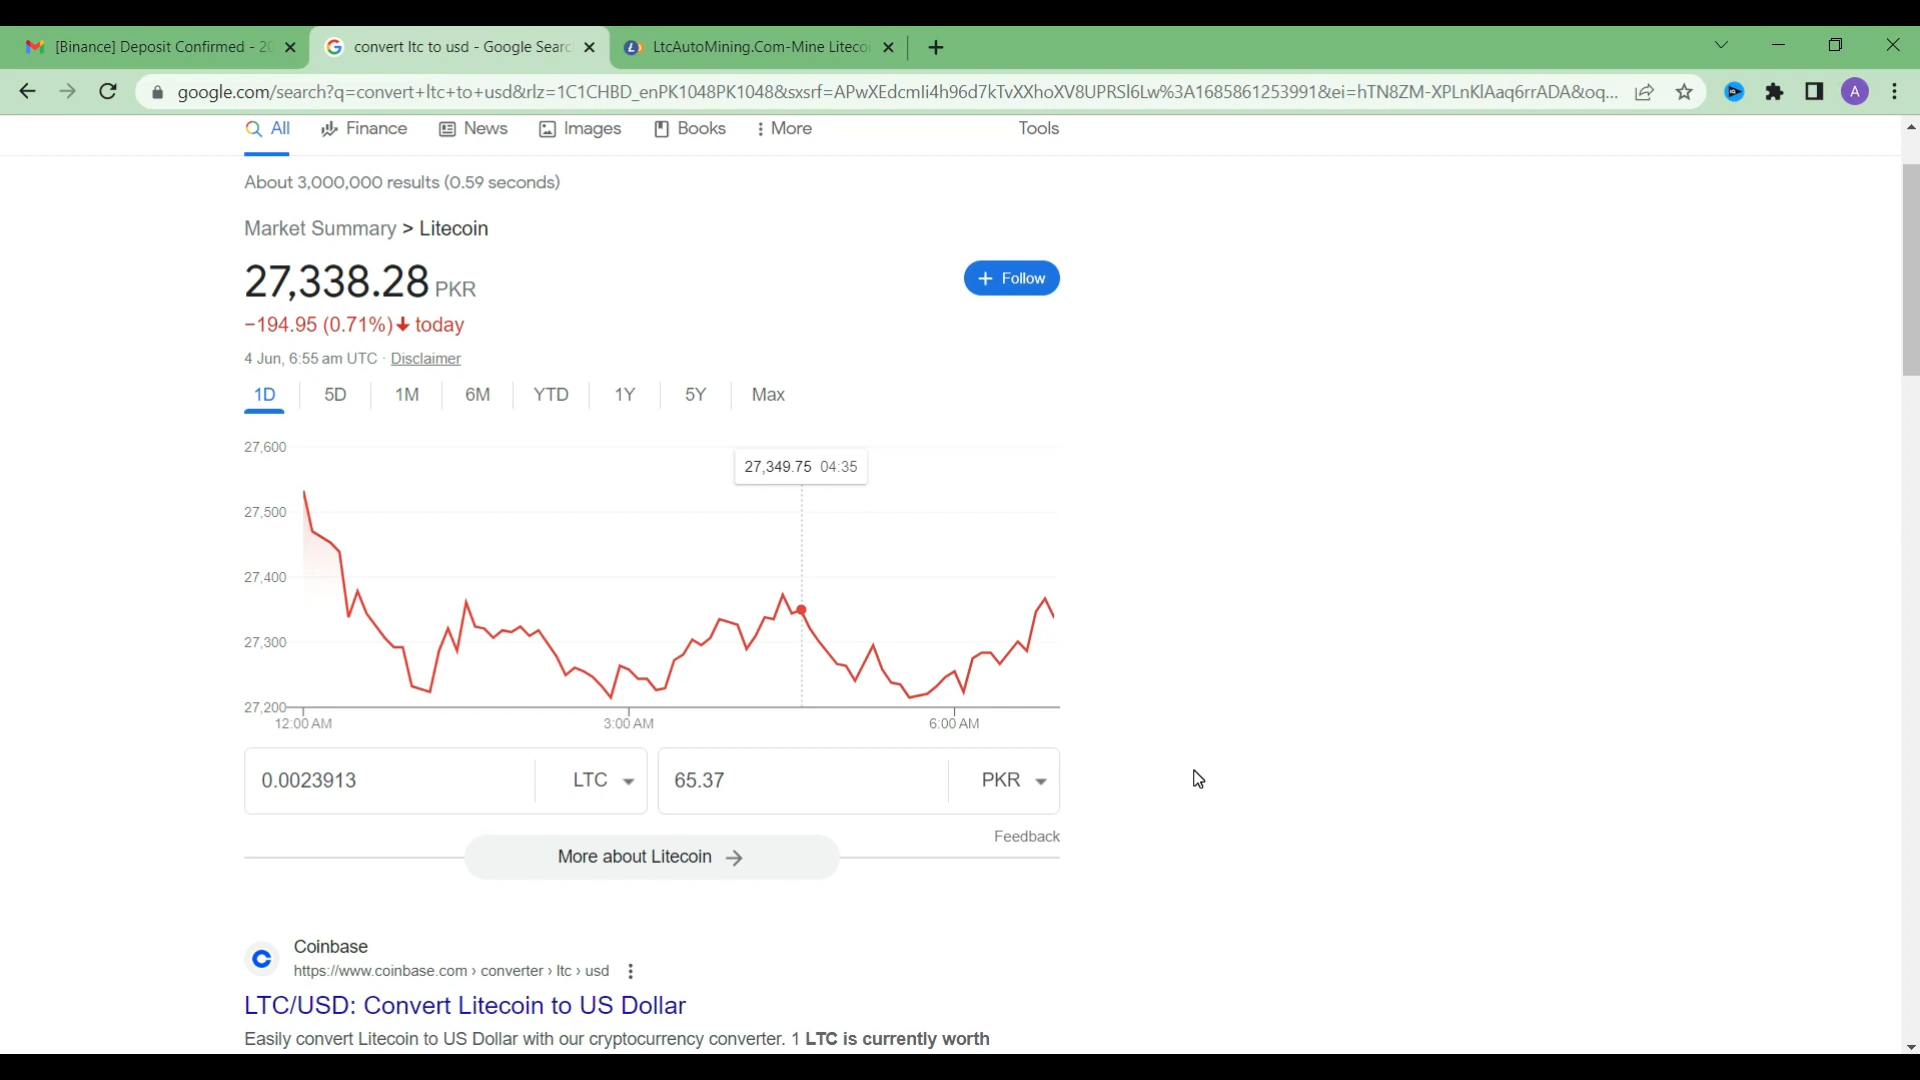 [Binance] Deposit Confirmed - 20
convert ltc to usd - Google Searc
LtcAutoMining.Com-Mine Liteco
google.com/search?q=convert+ltc+to+usd&rlz=1C1CHBD_enPK1048PK1048&sxsrf=APwXEdcmIi4h96d7kTvXXhoXV8UPRSl6Lw%3A1685861253991&ei=hTN8ZM-XPLnKlAaq6rrADA&oq...
A
All
Finance
News
Images
Books
More
Tools
About 3,000,000 results (0.59 seconds)
Market Summary > Litecoin
27,338.28 PKR
+ Follow
−194.95 (0.71%) today
4 Jun, 6:55 am UTC · Disclaimer
1D 5D 1M 6M YTD 1Y 5Y Max
27,600
27,349.75 04:35
27,500
27,400
27,300
27,200
12:00 AM 3:00 AM 6:00 AM
0.0023913 LTC 65.37 PKR
Feedback
More about Litecoin
Coinbase
https://www.coinbase.com › converter › ltc › usd
LTC/USD: Convert Litecoin to US Dollar
Easily convert Litecoin to US Dollar with our cryptocurrency converter. 1 LTC is currently worth